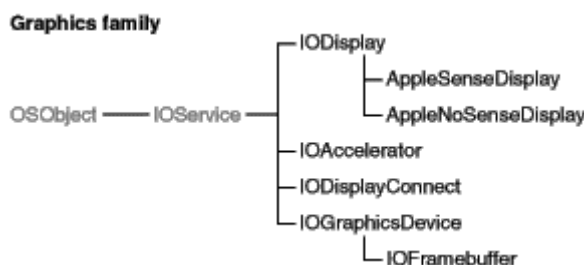 Graphics family
IODisplay
AppleSenseDisplay
OSObject IOService AppleNoSenseDisplay
IOAccelerator
IODisplayConnect
IOGraphicsDevice
IOFramebuffer